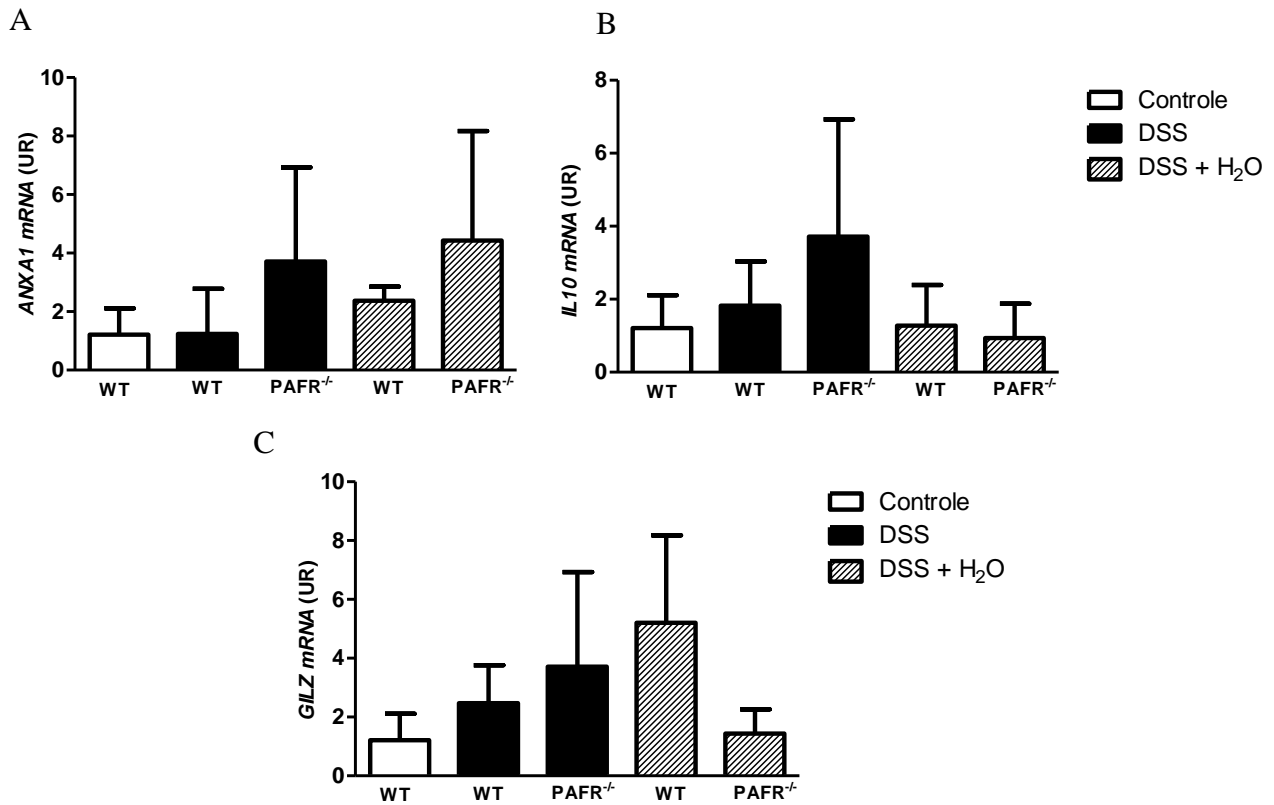 A
ANXA1 mRNA (UR)
10
8
6
4
2
0
WT
WT
PAFR-/-
WT
PAFR-/-
B
IL10 mRNA (UR)
8
6
4
2
0
WT
WT
PAFR-/-
WT
PAFR-/-
Controle
DSS
DSS + H2O
C
GILZ mRNA (UR)
10
8
6
4
2
0
WT
WT
PAFR-/-
WT
PAFR-/-
Controle
DSS
DSS + H2O